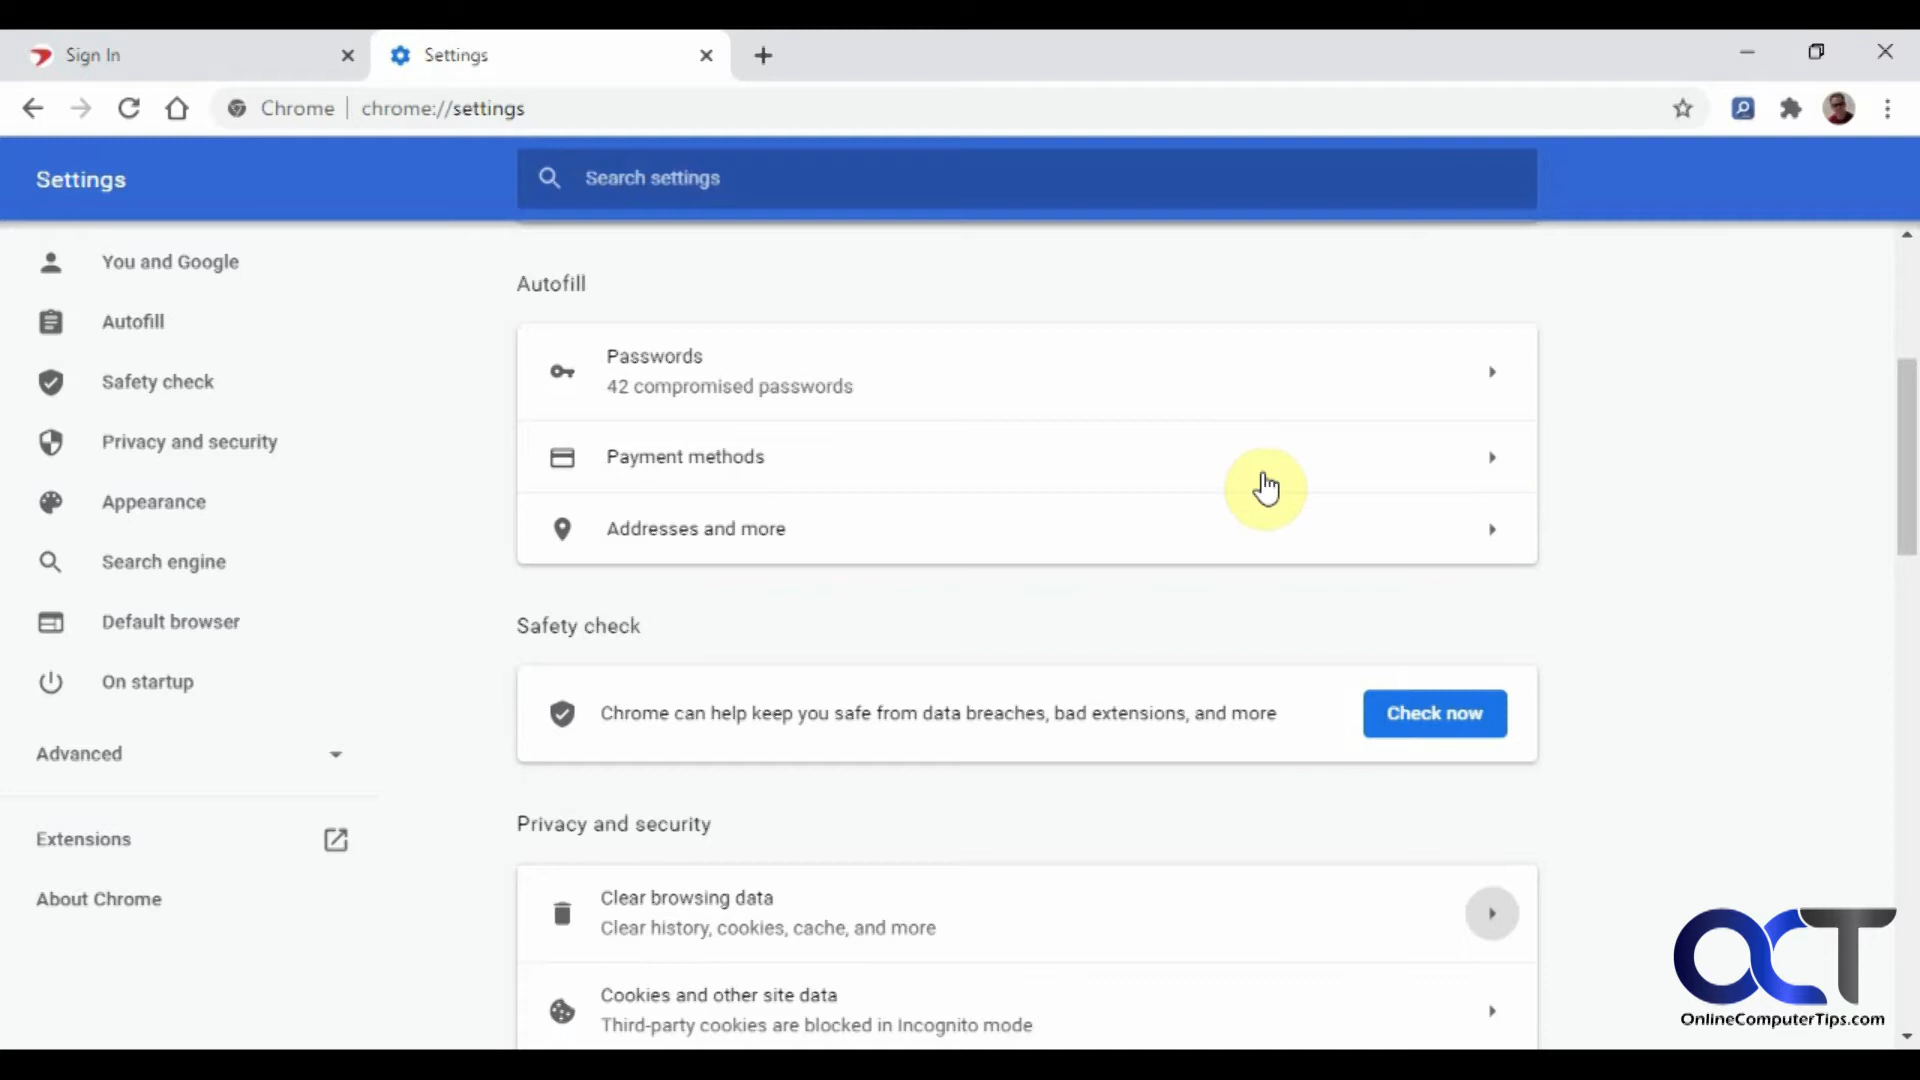 Sign In
Settings
Chrome
chrome://settings
Settings
Search settings
You and Google
Autofill
Safety check
Privacy and security
Appearance
Search engine
Default browser
On startup
Advanced
Extensions
About Chrome
Autofill
Passwords
42 compromised passwords
Payment methods
Addresses and more
Safety check
Chrome can help keep you safe from data breaches, bad extensions, and more
Check now
Privacy and security
Clear browsing data
Clear history, cookies, cache, and more
Cookies and other site data
Third-party cookies are blocked in Incognito mode
OCT
OnlineComputerTips.com